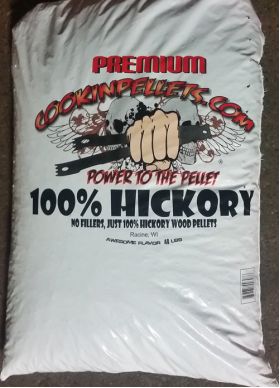 PREMIUM
COOKINPELLETS.COM
POWER TO THE PELLET
100% HICKORY
NO FILLERS, JUST 100% HICKORY WOOD PELLETS
Racine, WI
AWESOME FLAVOR 40 LBS